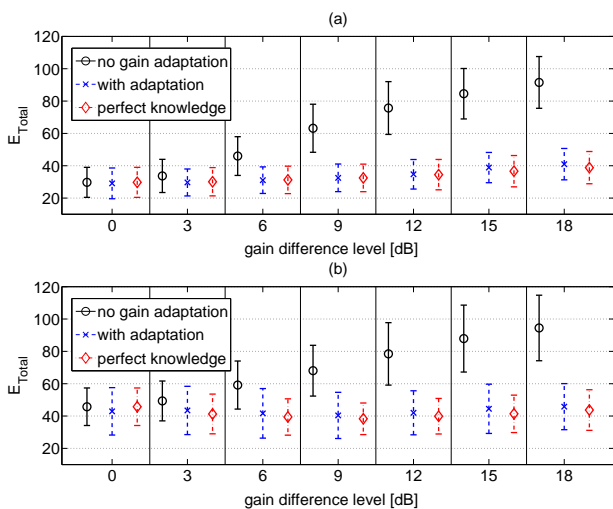 (a)
120
100
80
60
40
20
E_Total
no gain adaptation
with adaptation
perfect knowledge
0 3 6 9 12 15 18
gain difference level [dB]
(b)
120
100
80
60
40
20
E_Total
no gain adaptation
with adaptation
perfect knowledge
0 3 6 9 12 15 18
gain difference level [dB]